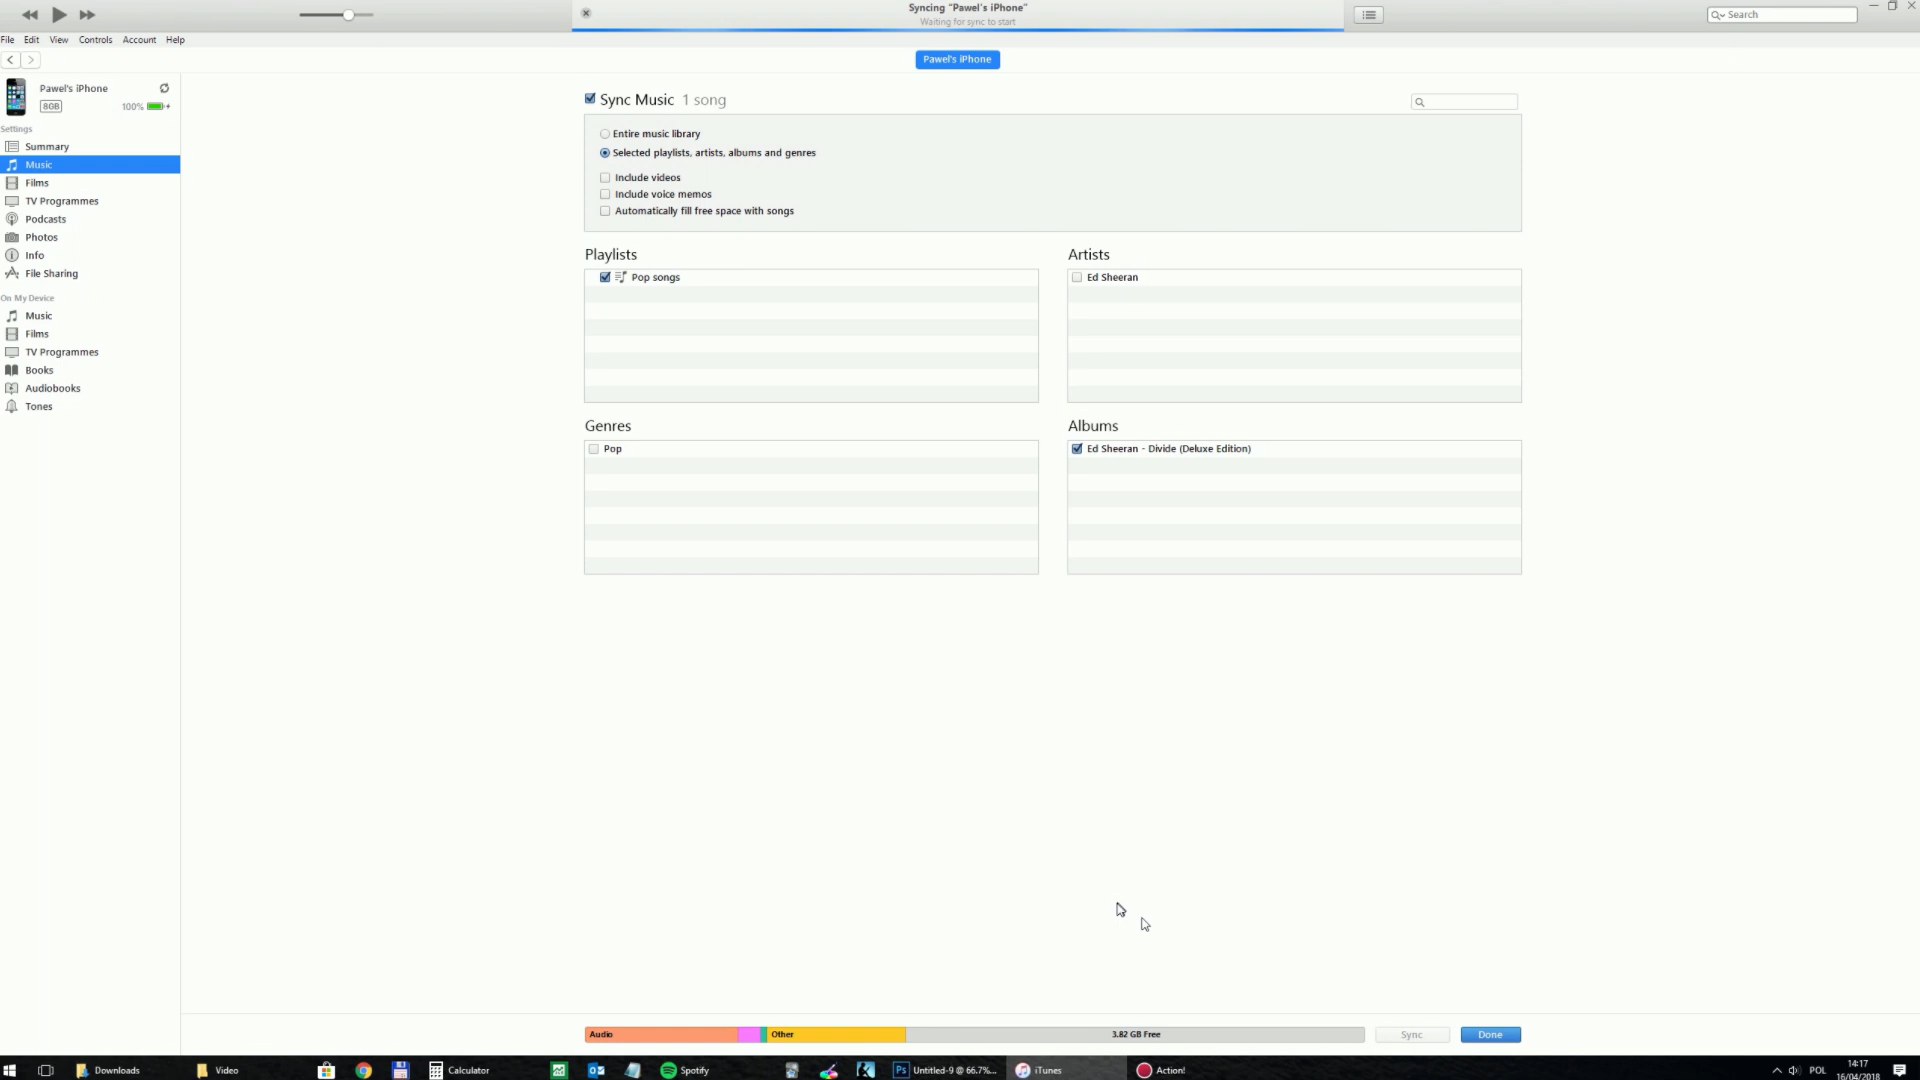 Syncing "Pawel's iPhone"
Waiting for sync to start
Search
File Edit View Controls Account Help
Pawel's iPhone
Pawel's iPhone
8GB 100%
Settings
Summary
Music
Films
TV Programmes
Podcasts
Photos
Info
File Sharing
On My Device
Music
Films
TV Programmes
Books
Audiobooks
Tones
Sync Music 1 song
Entire music library
Selected playlists, artists, albums and genres
Include videos
Include voice memos
Automatically fill free space with songs
Playlists
Pop songs
Artists
Ed Sheeran
Genres
Pop
Albums
Ed Sheeran - Divide (Deluxe Edition)
Audio Other 3.82 GB Free Sync Done
Downloads Video Calculator Spotify Ps Untitled-9 @ 66.7%... iTunes Action! POL 14:17
16/04/2018